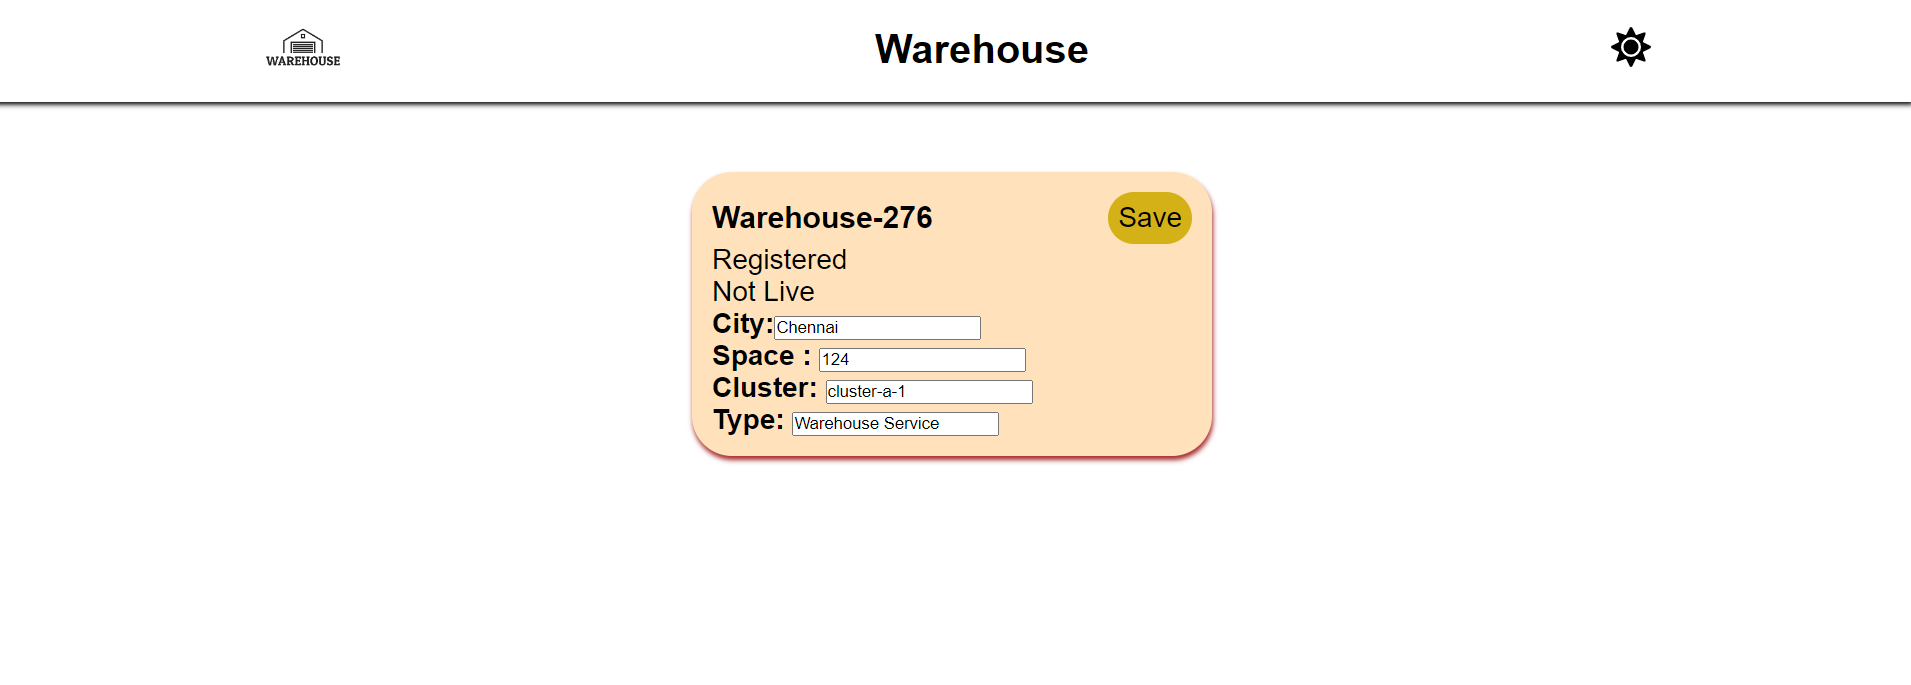 WAREHOUSE
Warehouse
Warehouse-276
Save
Registered
Not Live
City:Chennai
Space : 124
Cluster: cluster-a-1
Type: Warehouse Service